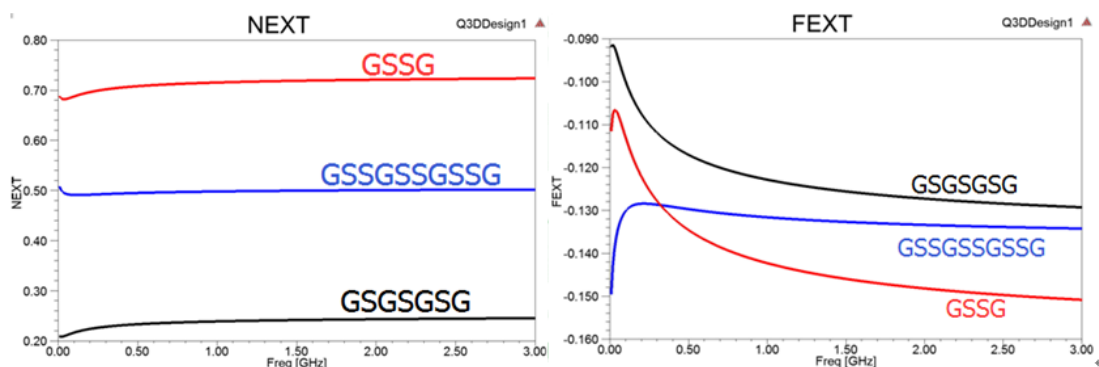 NEXT
Q3DDesign1
0.80
0.70
0.60
0.50
0.40
0.30
0.20
NEXT
GSSG
GSSGSSGSSG
GSGSGSG
0.00 0.50 1.00 1.50 2.00 2.50 3.00
Freq [GHz]
FEXT
Q3DDesign1
-0.090
-0.100
-0.110
-0.120
-0.130
-0.140
-0.150
-0.160
FEXT
GSGSGSG
GSSGSSGSSG
GSSG
0.00 0.50 1.00 1.50 2.00 2.50 3.00
Freq [GHz]